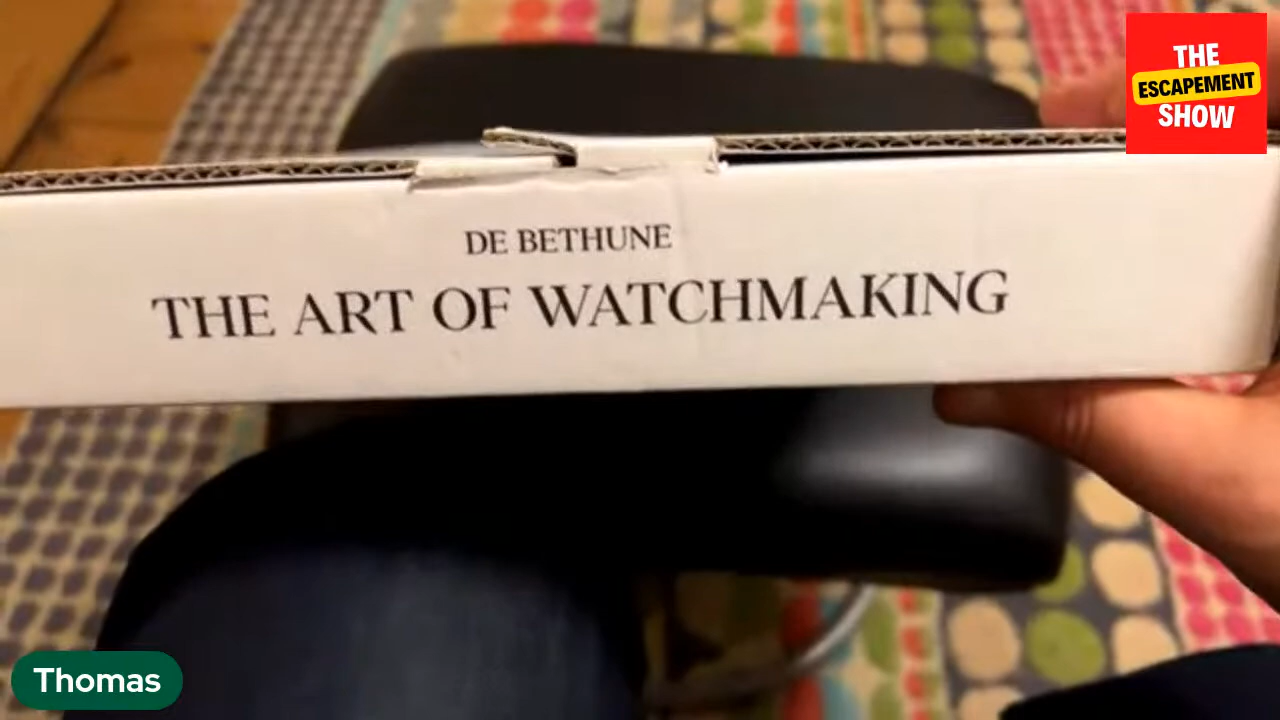 THE
ESCAPEMENT
SHOW
DE BETHUNE
THE ART OF WATCHMAKING
Thomas